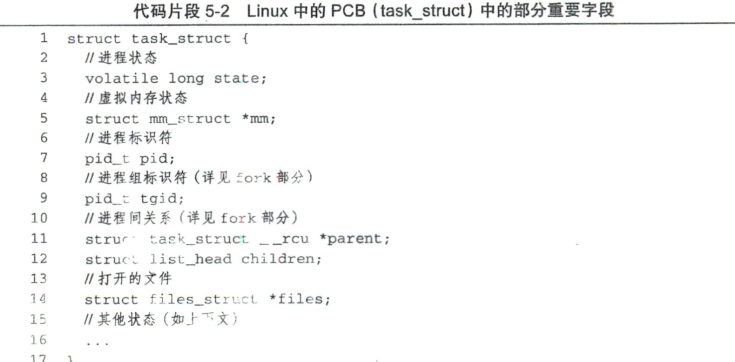 代码片段 5-2 Linux 中的 PCB（task_struct）中的部分重要字段
1 struct task_struct {
2 //进程状态
3 volatile long state;
4 //虚拟内存状态
5 struct mm_struct *mm;
6 //进程标识符
7 pid_t pid;
8 //进程组标识符（详见 fork 部分）
9 pid_t tgid;
10 //进程间关系（详见 fork 部分）
11 struct task_struct __rcu *parent;
12 struct list_head children;
13 //打开的文件
14 struct files_struct *files;
15 //其他状态（如上下文）
16 ...
17 }